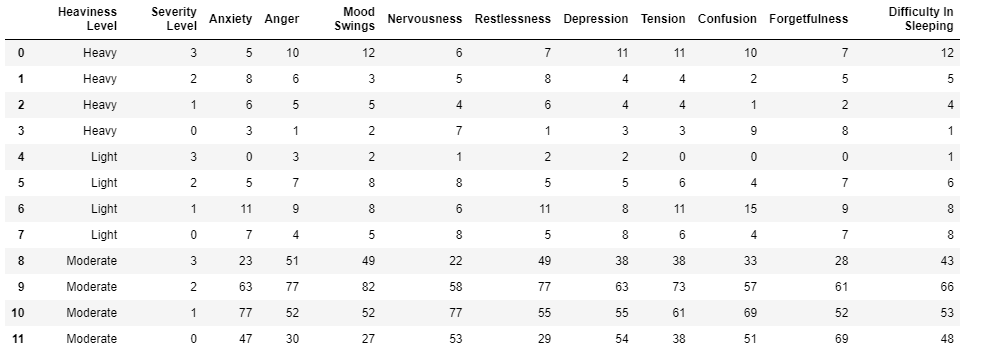 Heaviness Level Severity Level Anxiety Anger Mood Swings Nervousness Restlessness Depression Tension Confusion Forgetfulness Difficulty In Sleeping
0 Heavy 3 5 10 12 6 7 11 11 10 7 12
1 Heavy 2 8 6 3 5 8 4 4 2 5 5
2 Heavy 1 6 5 5 4 6 4 4 1 2 4
3 Heavy 0 3 1 2 7 1 3 3 9 8 1
4 Light 3 0 3 2 1 2 2 0 0 0 1
5 Light 2 5 7 8 8 5 5 6 4 7 6
6 Light 1 11 9 8 6 11 8 11 15 9 8
7 Light 0 7 4 5 8 5 8 6 4 7 8
8 Moderate 3 23 51 49 22 49 38 38 33 28 43
9 Moderate 2 63 77 82 58 77 63 73 57 61 66
10 Moderate 1 77 52 52 77 55 55 61 69 52 53
11 Moderate 0 47 30 27 53 29 54 38 51 69 48